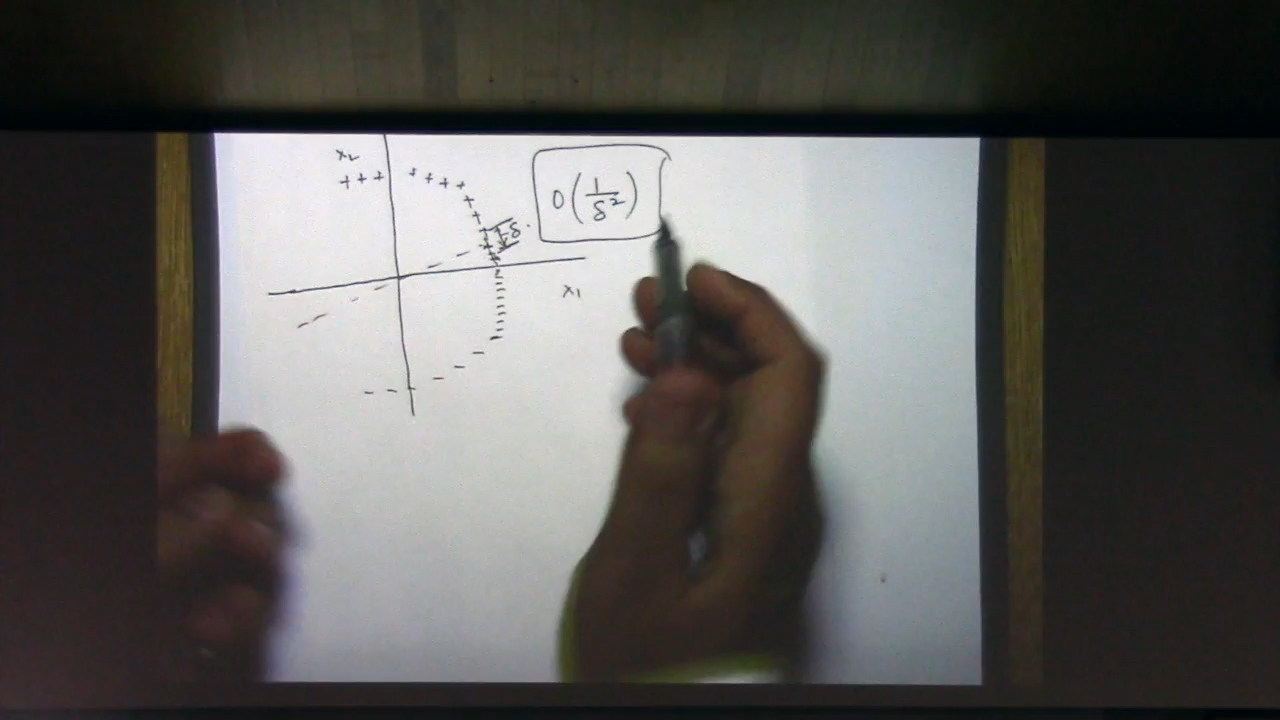 x₂
+ + + + + + +
O(1/δ²)
δ
x₁